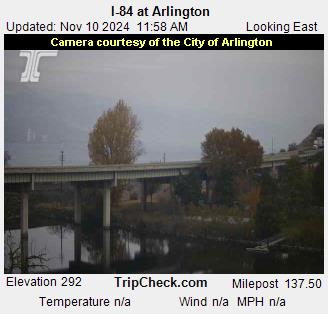 I-84 at Arlington
Updated: Nov 10 2024 11:58 AM Looking East
Camera courtesy of the City of Arlington
Elevation 292 TripCheck.com Milepost 137.50
Temperature n/a Wind n/a MPH n/a